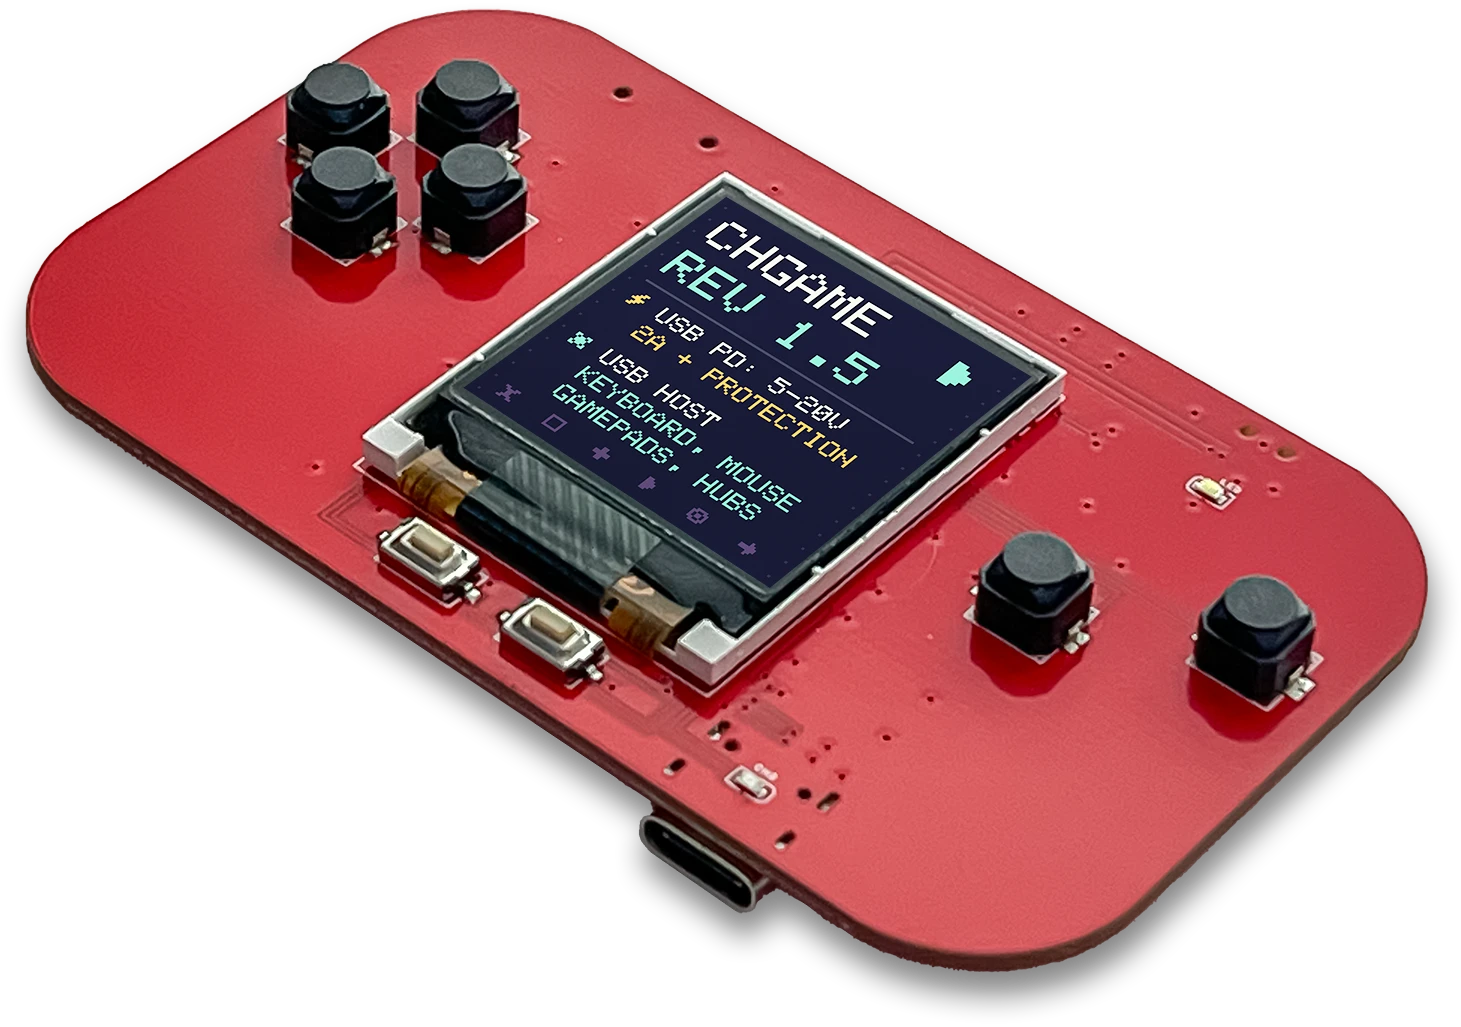 CHGAME
REV 1.5
USB PD: 5-20V
2A + PROTECTION
USB HOST
KEYBOARD, MOUSE
GAMEPADS, HUBS